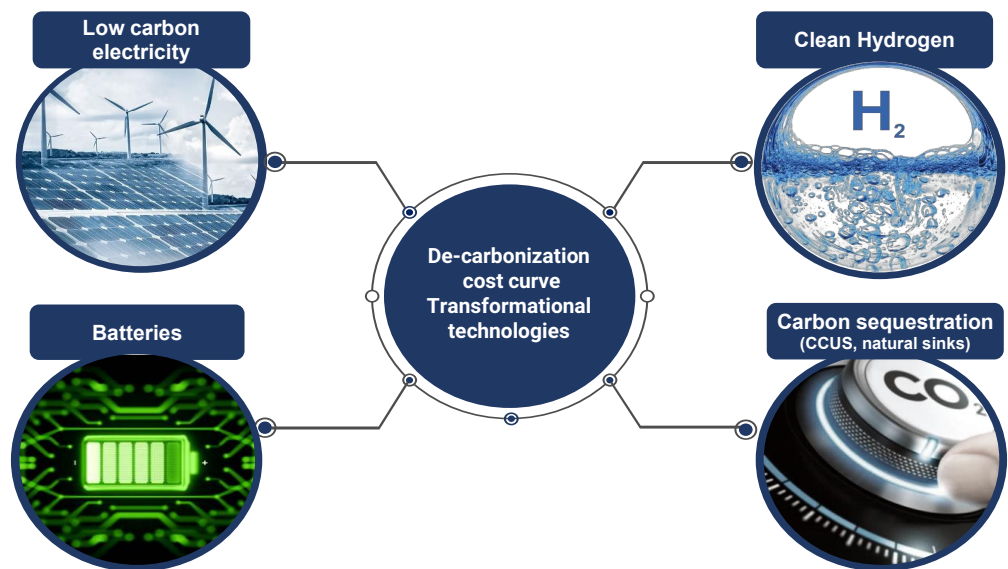 Low carbon
electricity
Clean Hydrogen
H2
De-carbonization
cost curve
Transformational
technologies
Batteries
- +
Carbon sequestration
(CCUS, natural sinks)
CO2